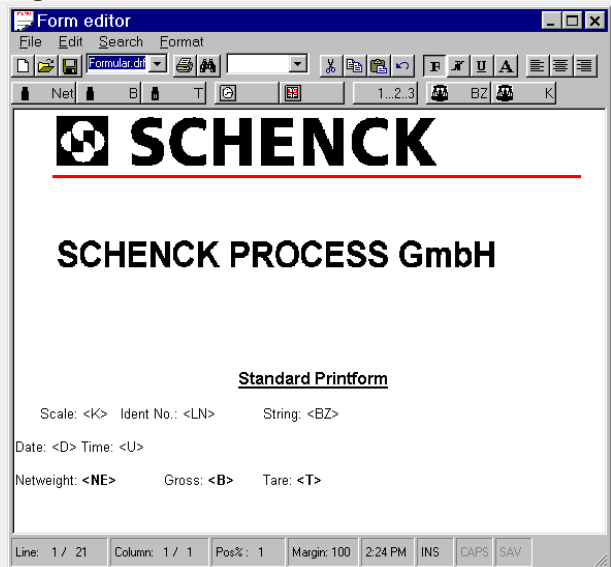 Form editor
File Edit Search Format
Formular.drf F K U A
Net B T 1...2..3 BZ K
SCHENCK
SCHENCK PROCESS GmbH
Standard Printform
Scale: <K> Ident No.: <LN> String: <BZ>
Date: <D> Time: <U>
Netweight: <NE> Gross: <B> Tare: <T>
Line: 1 / 21 Column: 1 / 1 Pos% : 1 Margin: 100 2:24 PM INS CAPS SAV